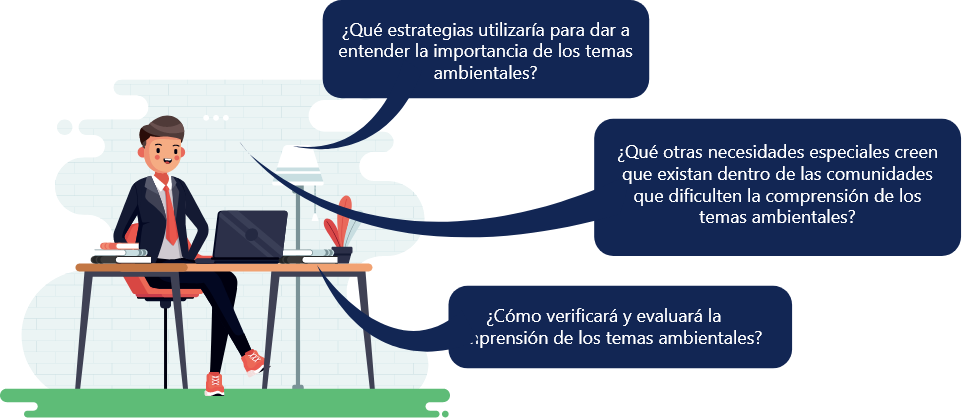 ¿Qué estrategias utilizaría para dar a
entender la importancia de los temas
ambientales?
¿Qué otras necesidades especiales creen
que existan dentro de las comunidades
que dificulten la comprensión de los
temas ambientales?
¿Cómo verificará y evaluará la
prensión de los temas ambientales?